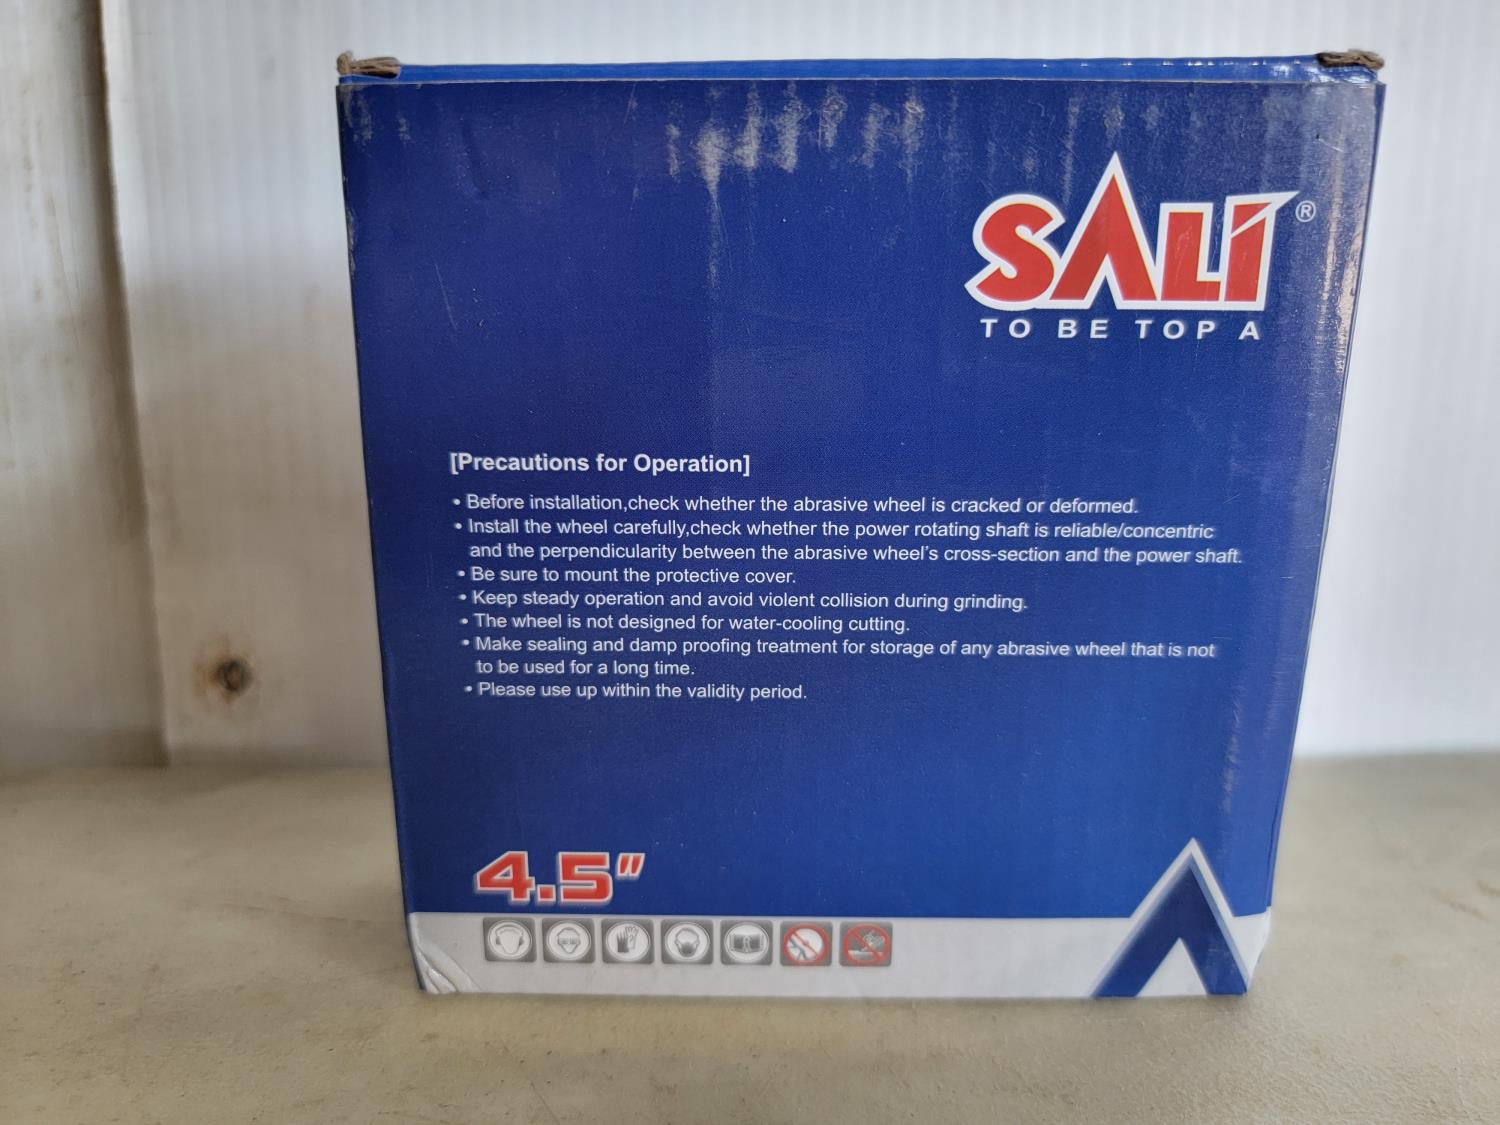 SALI®
TO BE TOP A
[Precautions for Operation]
• Before installation,check whether the abrasive wheel is cracked or deformed.
• Install the wheel carefully,check whether the power rotating shaft is reliable/concentric
and the perpendicularity between the abrasive wheel's cross-section and the power shaft.
• Be sure to mount the protective cover.
• Keep steady operation and avoid violent collision during grinding.
• The wheel is not designed for water-cooling cutting.
• Make sealing and damp proofing treatment for storage of any abrasive wheel that is not
to be used for a long time.
• Please use up within the validity period.
4.5"